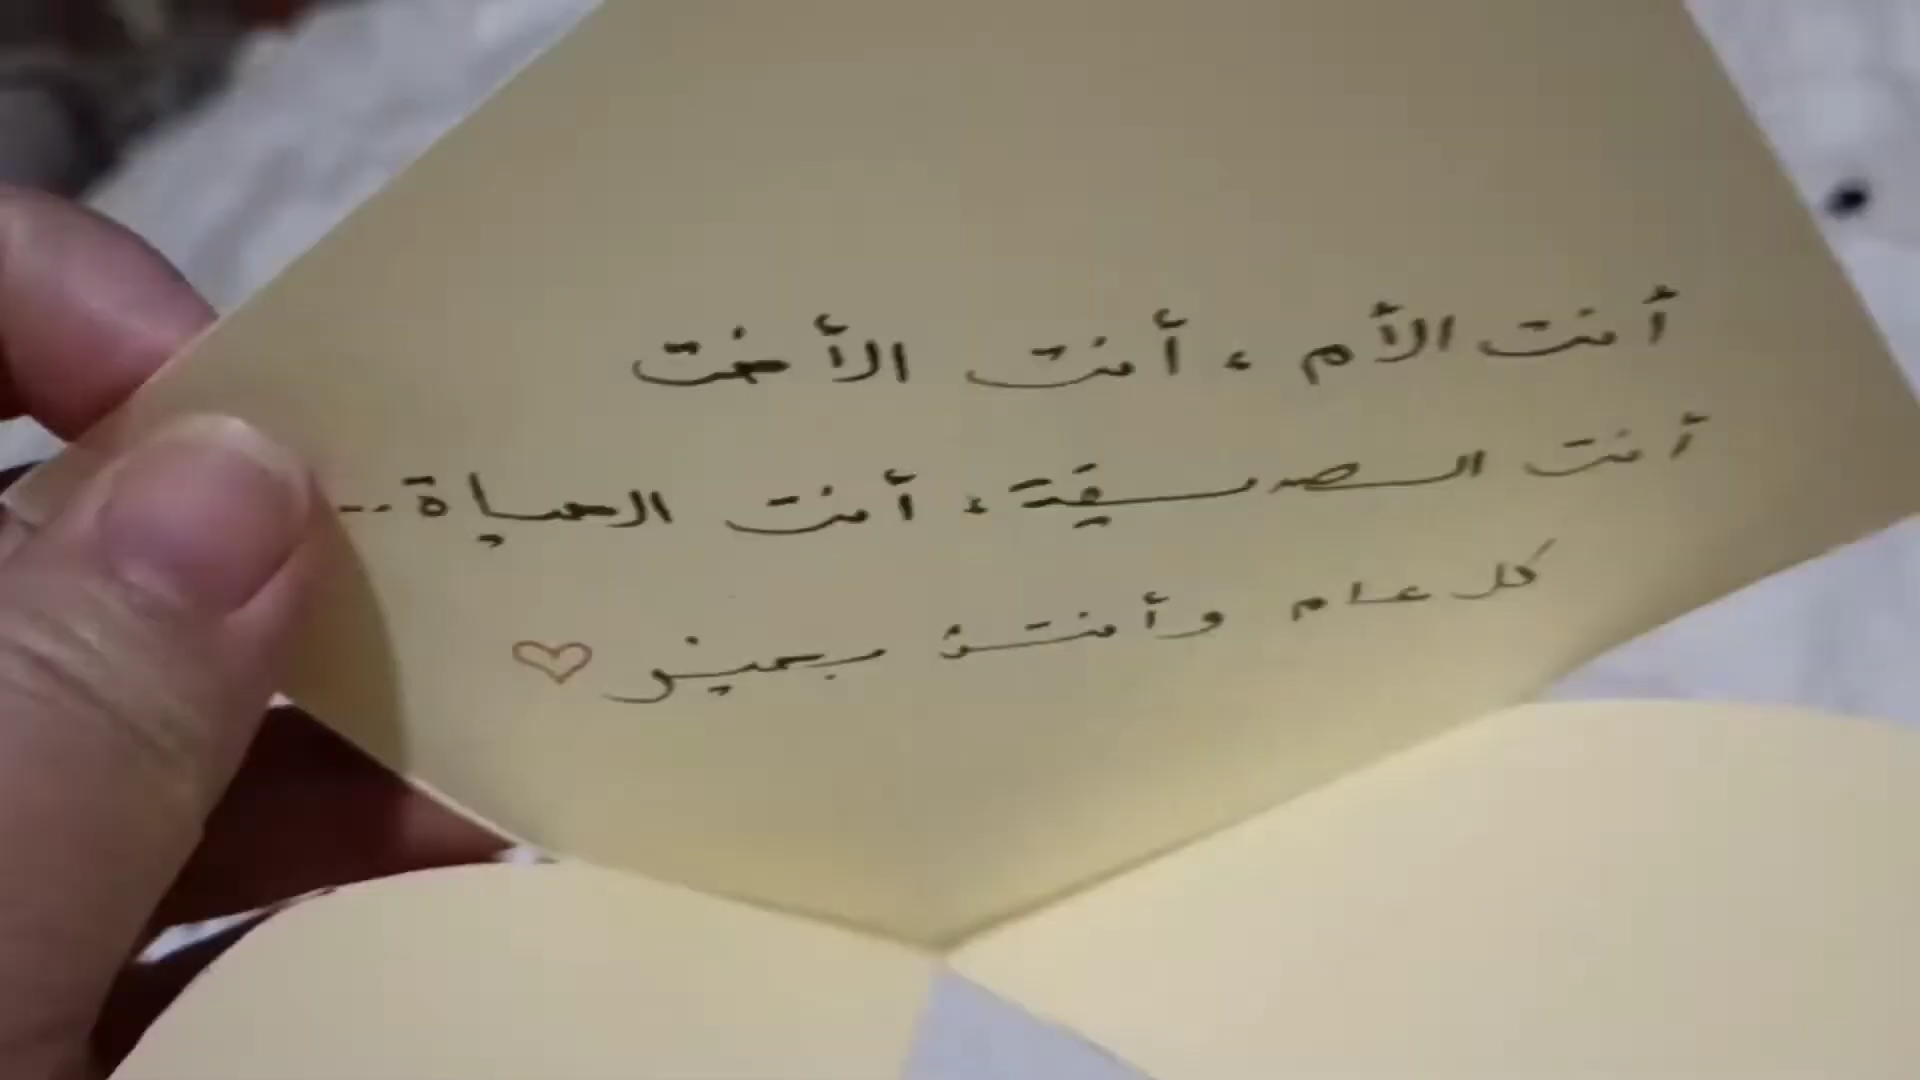 أنت الأم، أنت الأخت
أنت الصديقة، أنت الحياة..
كل عام وأنت بخير